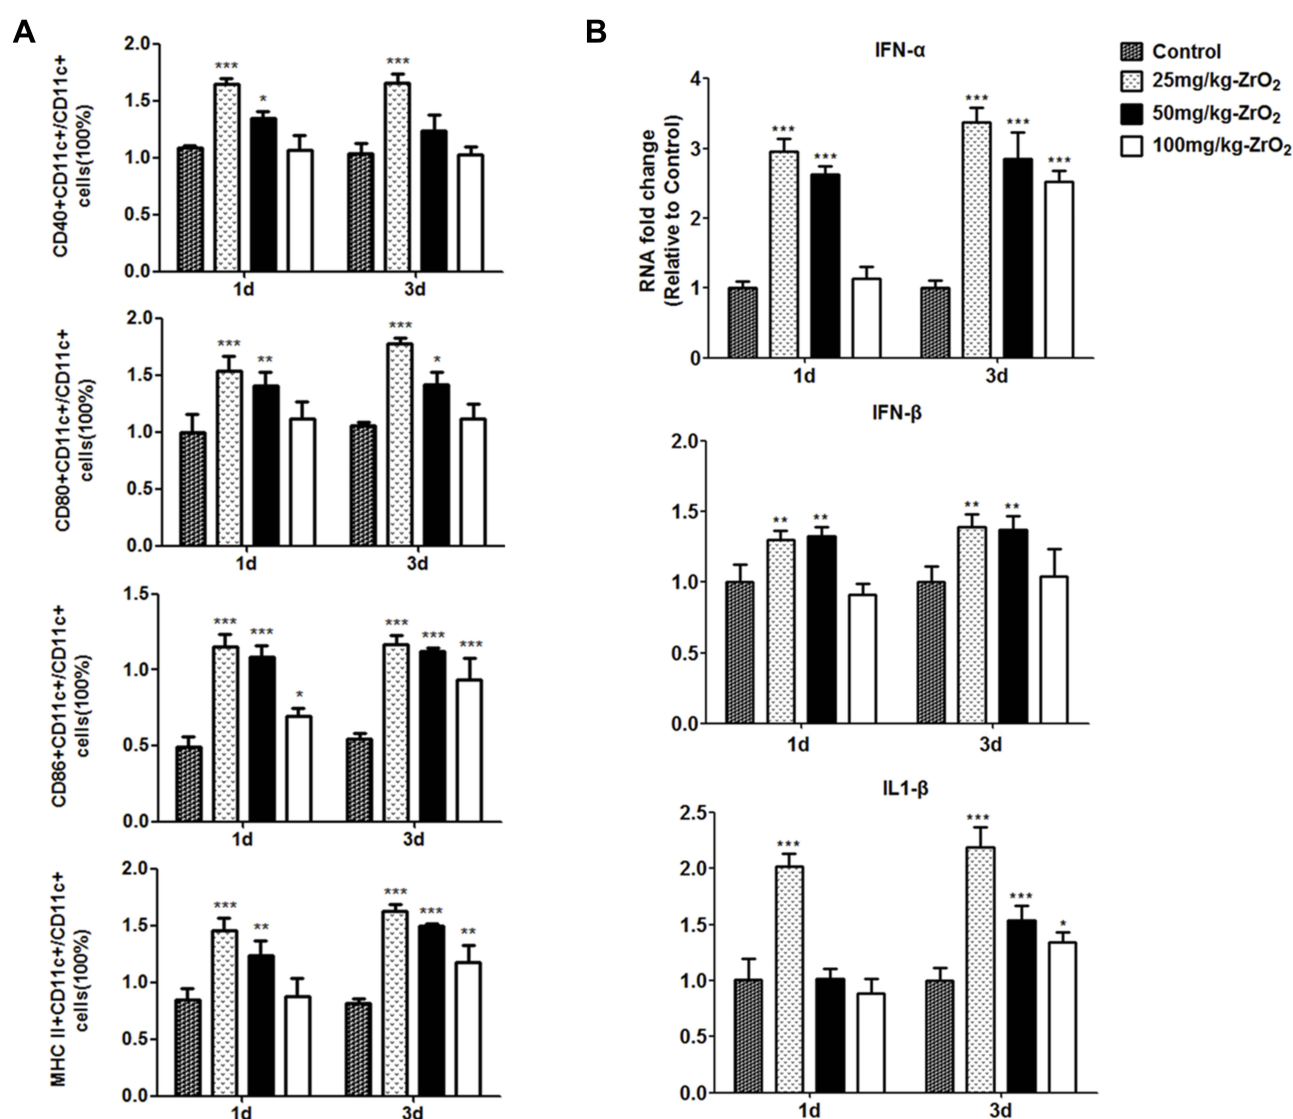 A
CD40+CD11c+/CD11c+
cells(100%)
2.0
1.5
1.0
0.5
0.0
***
*
***
1d
3d
CD80+CD11c+/CD11c+
cells(100%)
2.0
1.5
1.0
0.5
0.0
***
**
***
*
1d
3d
CD86+CD11c+/CD11c+
cells(100%)
1.5
1.0
0.5
0.0
***
***
*
***
***
***
1d
3d
MHC II+CD11c+/CD11c+
cells(100%)
2.0
1.5
1.0
0.5
0.0
***
**
***
***
**
1d
3d
B
IFN-α
RNA fold change
(Relative to Control)
4
3
2
1
0
***
***
***
***
***
1d
3d
Control
25mg/kg-ZrO₂
50mg/kg-ZrO₂
100mg/kg-ZrO₂
IFN-β
2.0
1.5
1.0
0.5
0.0
**
**
**
**
1d
3d
IL1-β
2.5
2.0
1.5
1.0
0.5
0.0
***
***
***
*
1d
3d